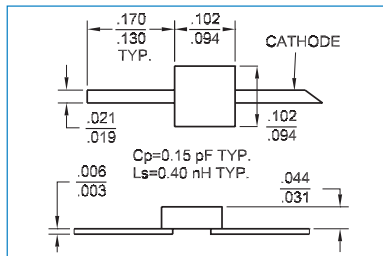 .170 .102
.130 .094
TYP.
CATHODE
.021
.019
.102
.094
Cp=0.15 pF TYP.
Ls=0.40 nH TYP.
.006
.003
.044
.031